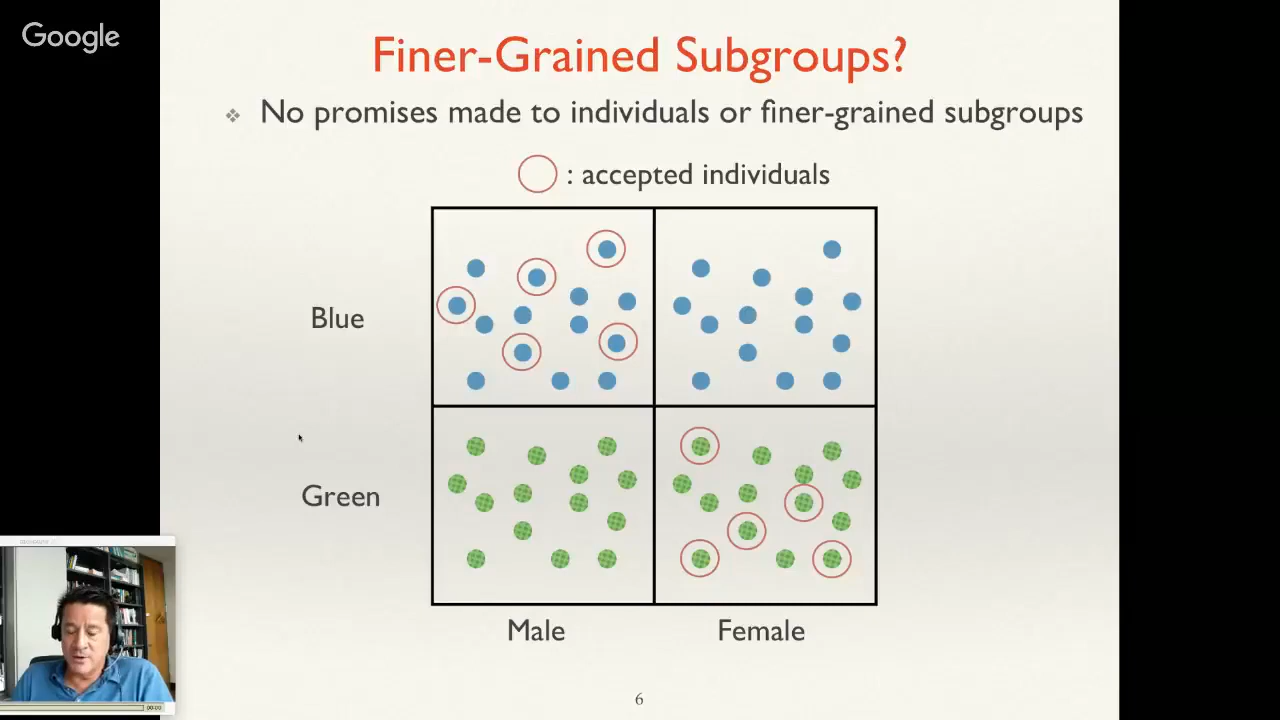 Google
Finer-Grained Subgroups?
No promises made to individuals or finer-grained subgroups
: accepted individuals
Blue
Green
Male
Female
6